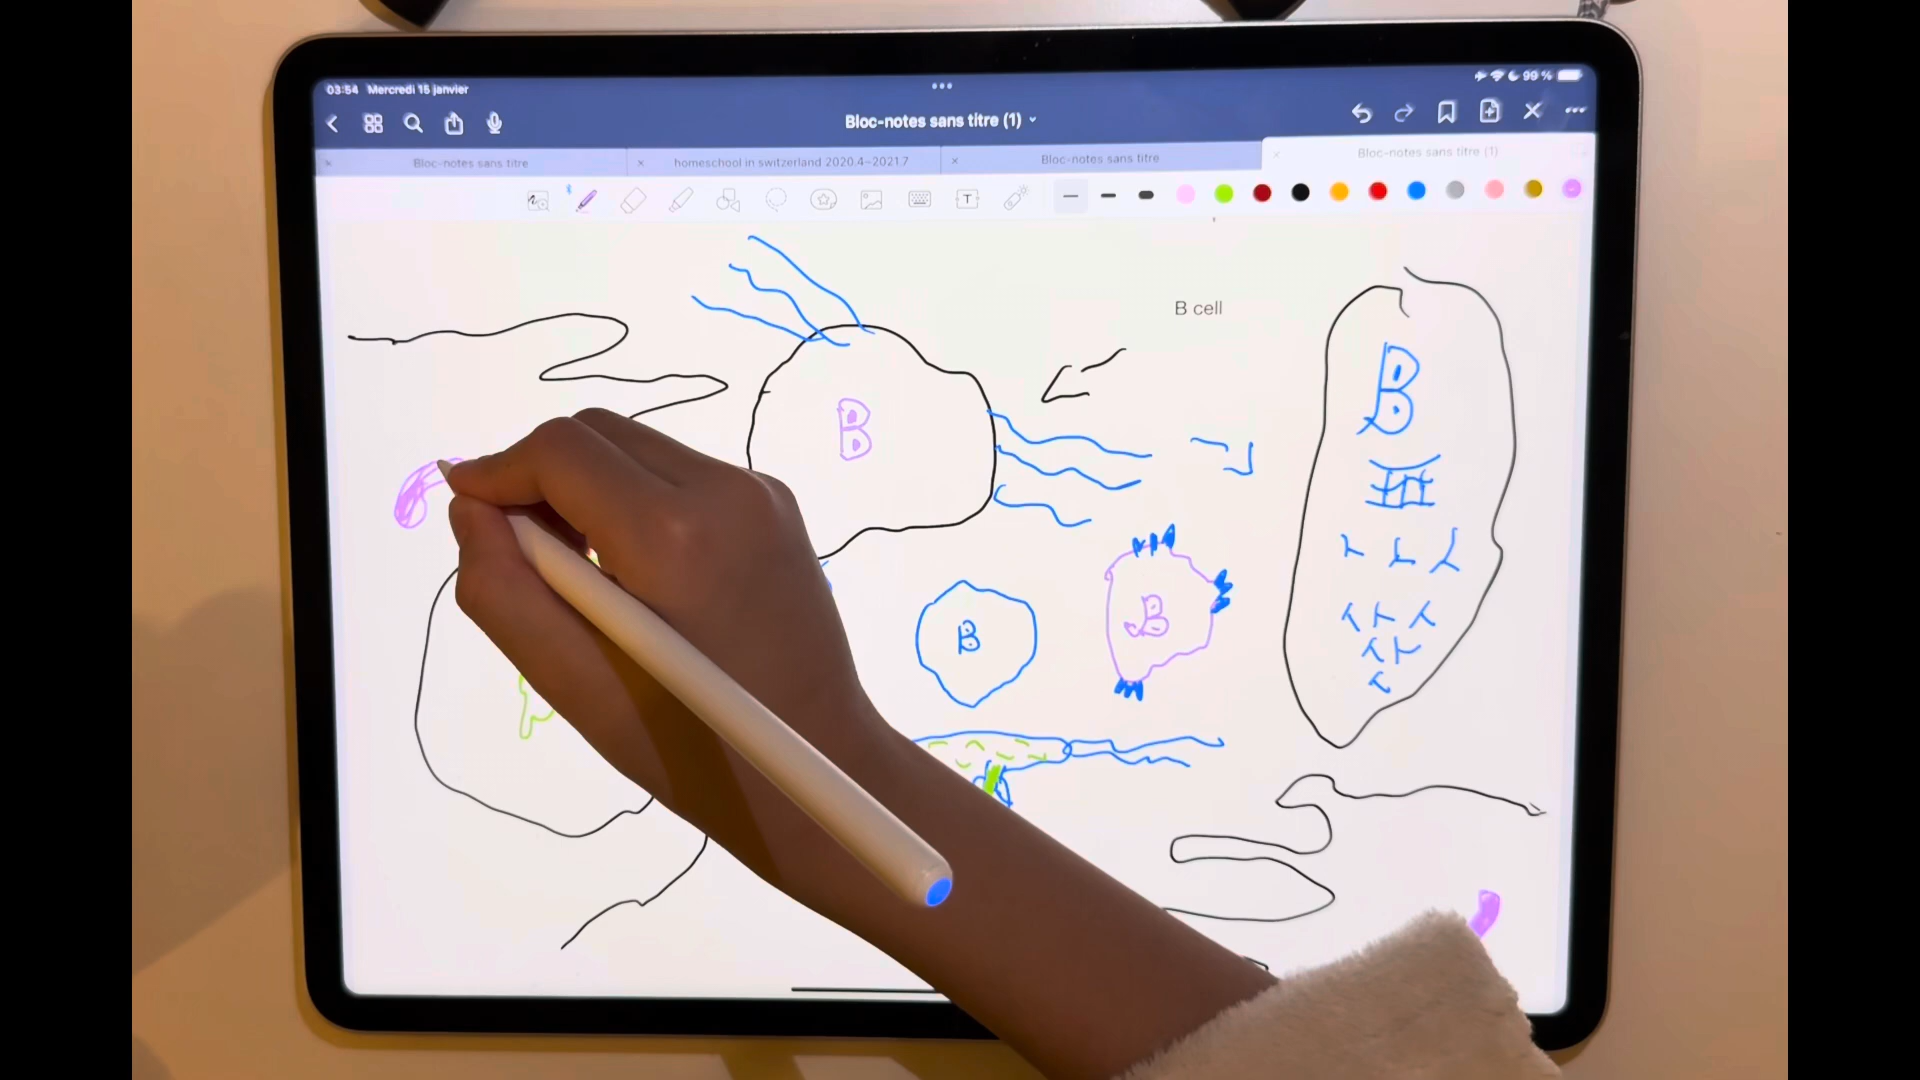 03:54 Mercredi 15 janvier
99 %
Bloc-notes sans titre (1)
Bloc-notes sans titre
homeschool in switzerland 2020.4-2021.7
Bloc-notes sans titre
Bloc-notes sans titre (1)
T
B cell
B
B
B
B